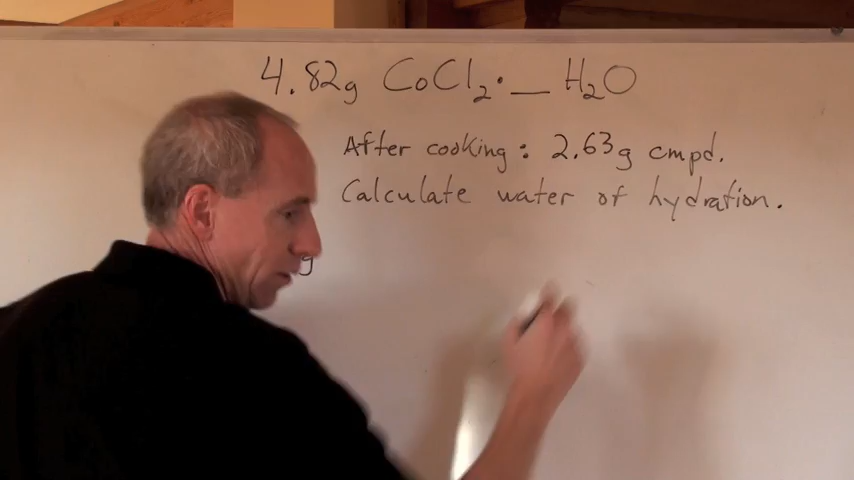 4.82g CoCl₂·__ H₂O
After cooking: 2.63g cmpd.
Calculate water of hydration.
g